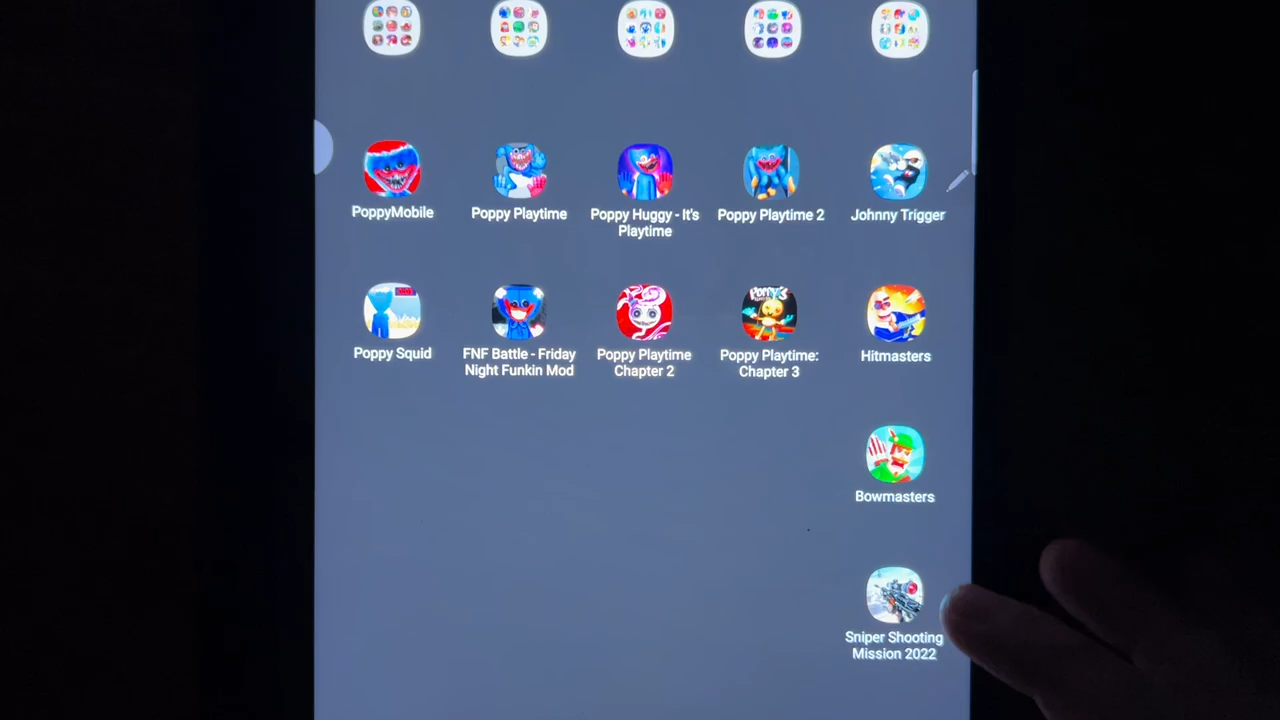 PoppyMobile
Poppy Playtime
Poppy Huggy - It's
Playtime
Poppy Playtime 2
Johnny Trigger
Poppy Squid
FNF Battle - Friday
Night Funkin Mod
Poppy Playtime
Chapter 2
Poppy Playtime:
Chapter 3
Hitmasters
Bowmasters
Sniper Shooting
Mission 2022